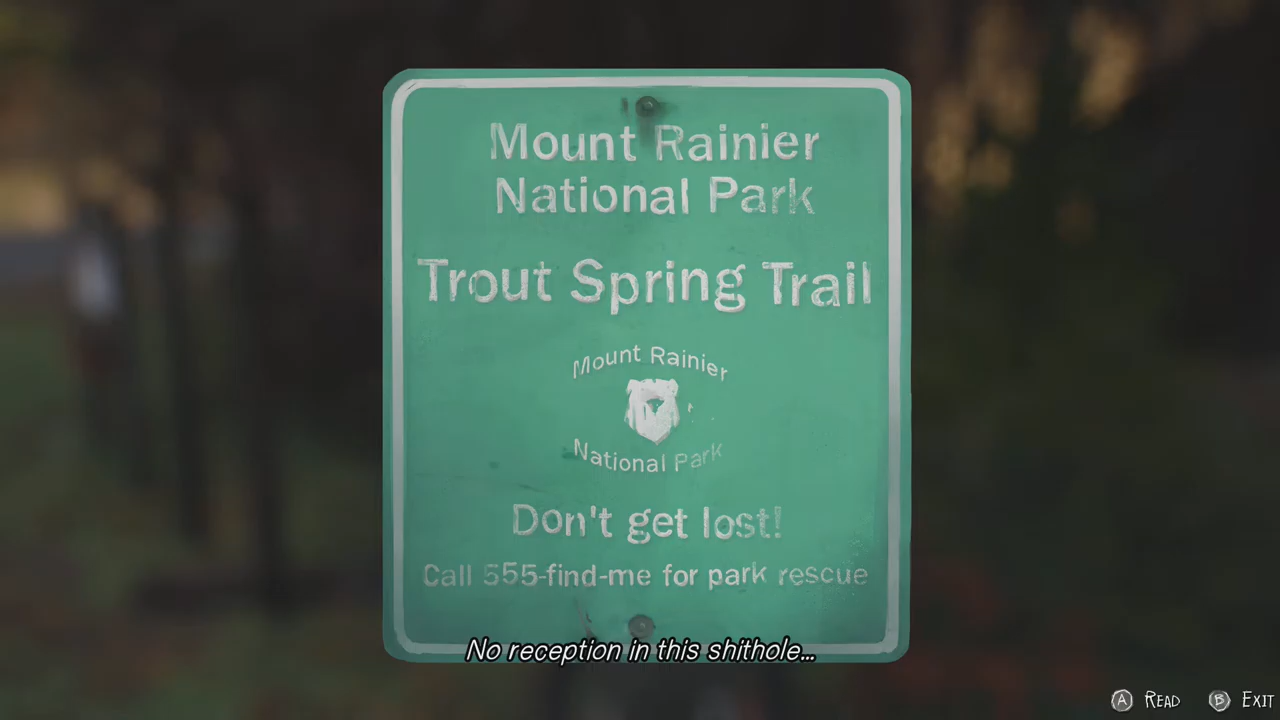 Mount Rainier
National Park
Trout Spring Trail
Mount Rainier
National Park
Don't get lost!
Call 555-find-me for park rescue
No reception in this shithole...
A READ B EXIT